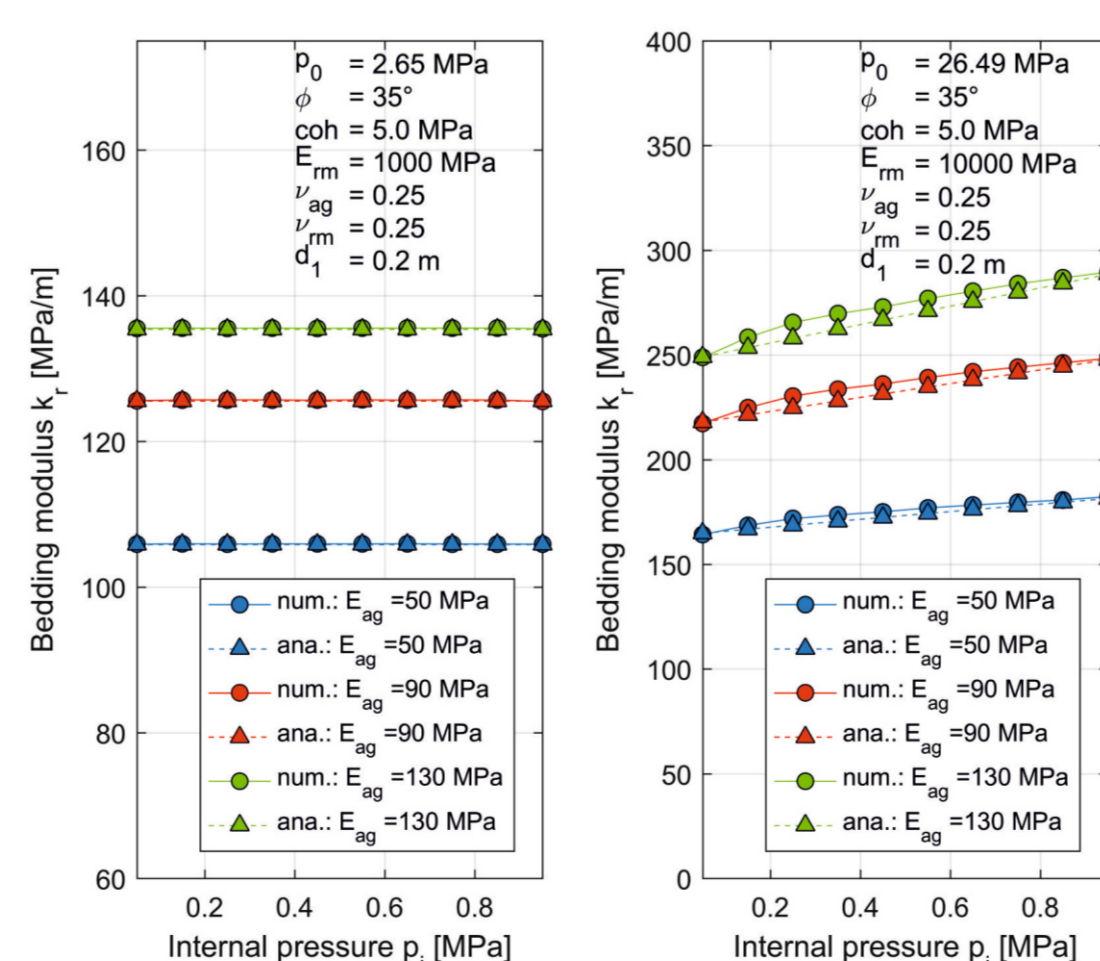 p0 = 2.65 MPa
ϕ = 35°
coh = 5.0 MPa
Erm = 1000 MPa
νag = 0.25
νrm = 0.25
d1 = 0.2 m
160
140
120
100
80
60
Bedding modulus kr [MPa/m]
num.: Eag =50 MPa
ana.: Eag =50 MPa
num.: Eag =90 MPa
ana.: Eag =90 MPa
num.: Eag =130 MPa
ana.: Eag =130 MPa
0.2 0.4 0.6 0.8
Internal pressure pi [MPa]
p0 = 26.49 MPa
ϕ = 35°
coh = 5.0 MPa
Erm = 10000 MPa
νag = 0.25
νrm = 0.25
d1 = 0.2 m
400
350
300
250
200
150
100
50
0
Bedding modulus kr [MPa/m]
num.: Eag =50 MPa
ana.: Eag =50 MPa
num.: Eag =90 MPa
ana.: Eag =90 MPa
num.: Eag =130 MPa
ana.: Eag =130 MPa
0.2 0.4 0.6 0.8
Internal pressure pi [MPa]